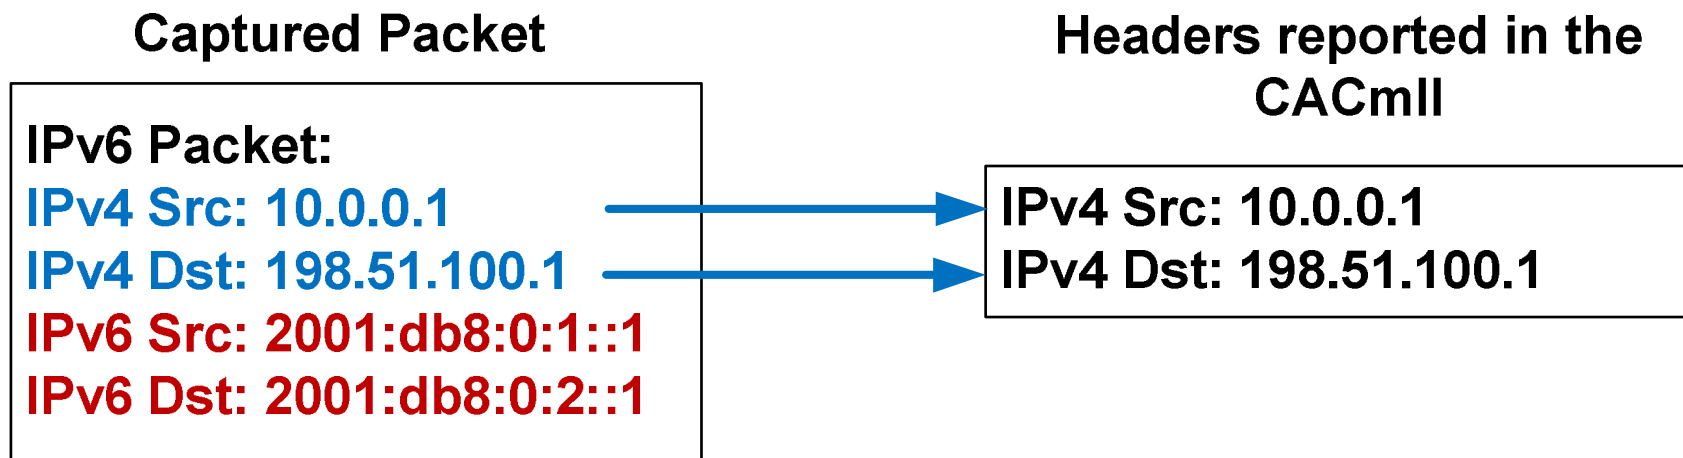 Captured Packet
IPv6 Packet:
IPv4 Src: 10.0.0.1
IPv4 Dst: 198.51.100.1
IPv6 Src: 2001:db8:0:1::1
IPv6 Dst: 2001:db8:0:2::1
Headers reported in the
CACmII
IPv4 Src: 10.0.0.1
IPv4 Dst: 198.51.100.1